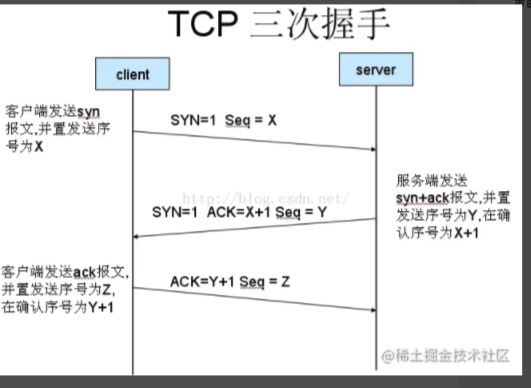 TCP 三次握手
client
server
客户端发送syn
报文,并置发送序
号为X
SYN=1 Seq = X
服务端发送
syn+ack报文,并置
发送序号为Y,在确
认序号为X+1
http://blog.csdn.net/
SYN=1 ACK=X+1 Seq = Y
客户端发送ack报文,
并置发送序号为Z,
在确认序号为Y+1
ACK=Y+1 Seq = Z
@稀土掘金技术社区